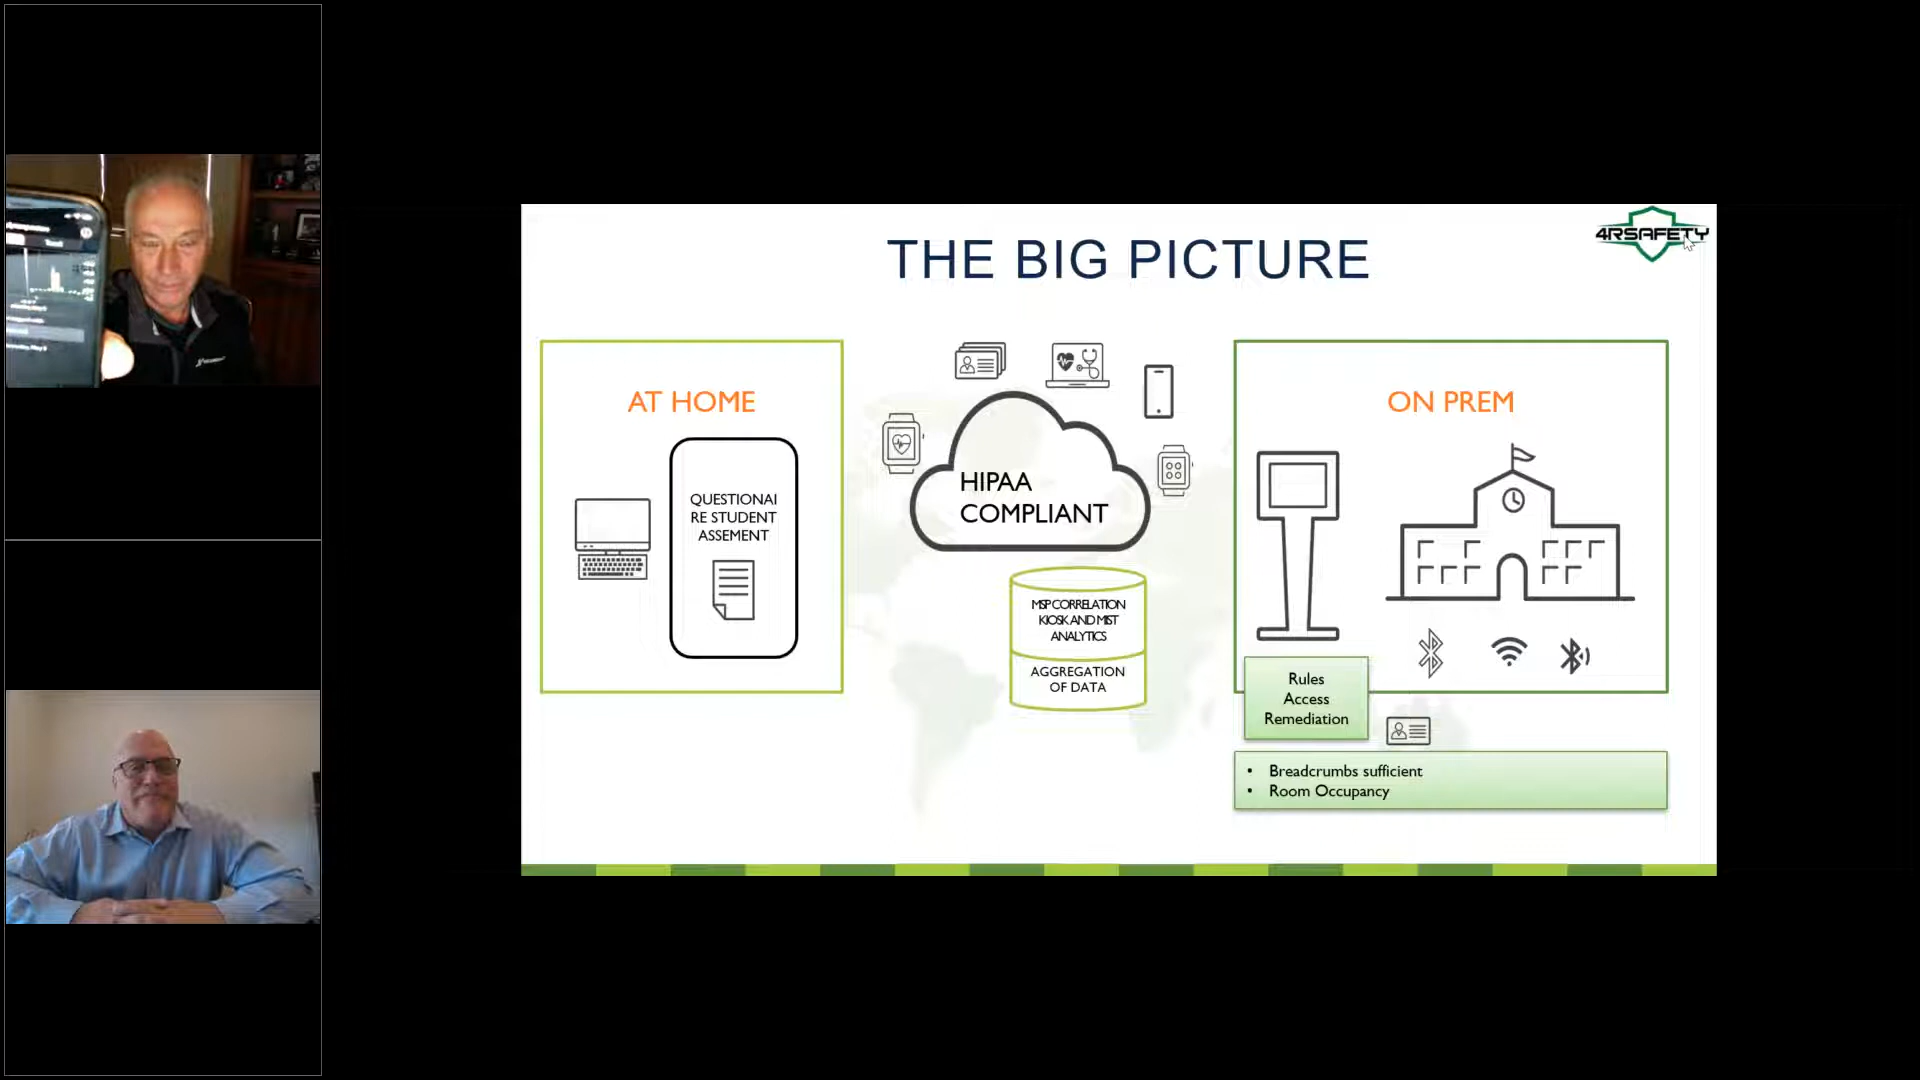 THE BIG PICTURE
4RSAFETY
AT HOME
QUESTIONAI
RE STUDENT
ASSEMENT
HIPAA
COMPLIANT
MSP CORRELATION
KIOSK AND MIST
ANALYTICS
AGGREGATION
OF DATA
ON PREM
Rules
Access
Remediation
• Breadcrumbs sufficient
• Room Occupancy